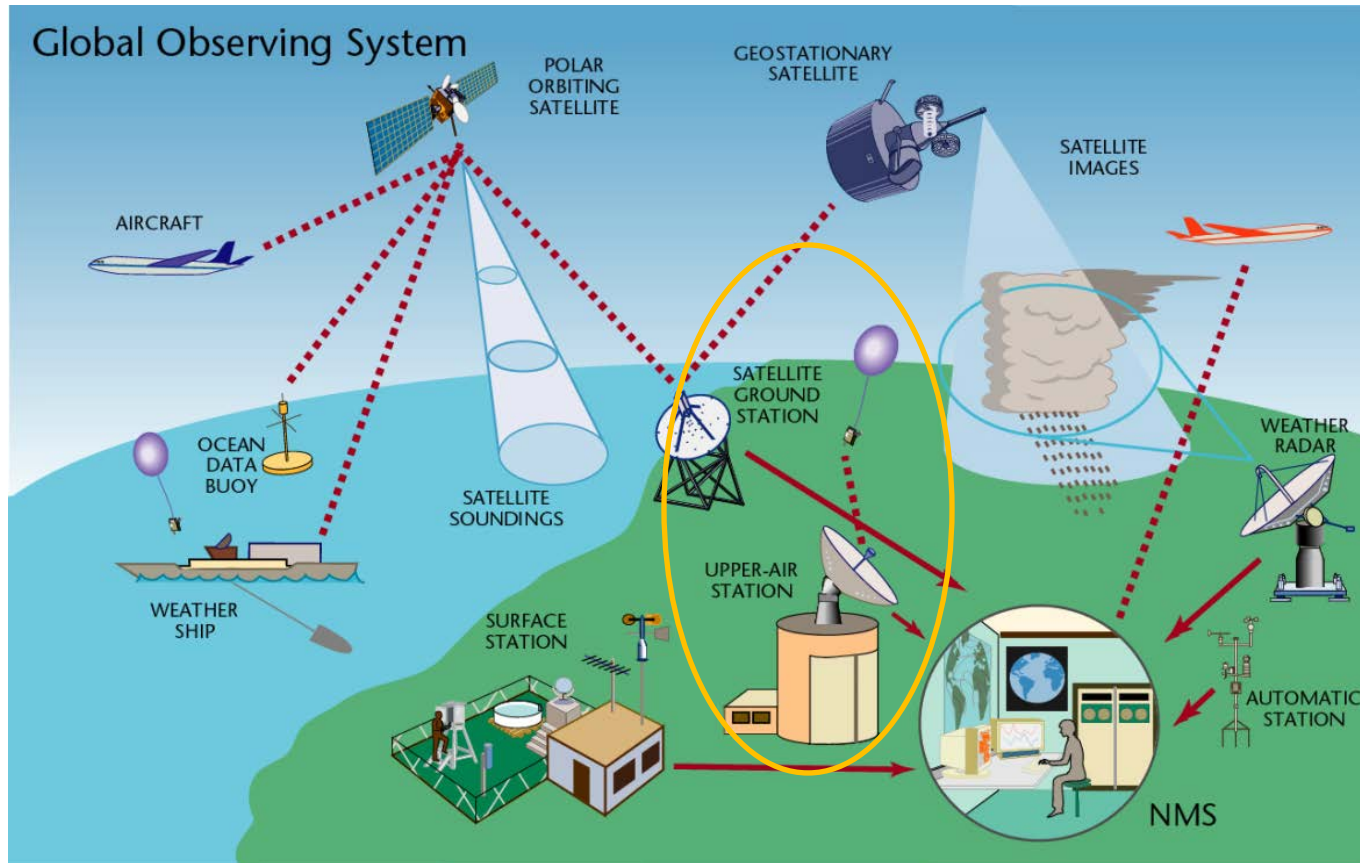 Global Observing System
POLAR
ORBITING
SATELLITE
GEOSTATIONARY
SATELLITE
SATELLITE
IMAGES
AIRCRAFT
SATELLITE
GROUND
STATION
OCEAN
DATA
BUOY
SATELLITE
SOUNDINGS
WEATHER
RADAR
WEATHER
SHIP
UPPER-AIR
STATION
SURFACE
STATION
AUTOMATIC
STATION
NMS